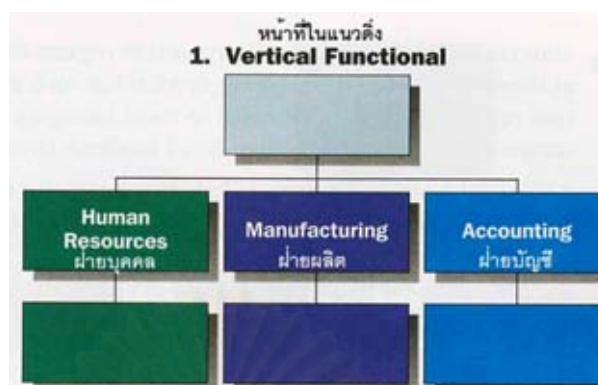 หน้าที่ในแนวดิ่ง
1. Vertical Functional
Human
Resources
ฝ่ายบุคคล
Manufacturing
ฝ่ายผลิต
Accounting
ฝ่ายบัญชี